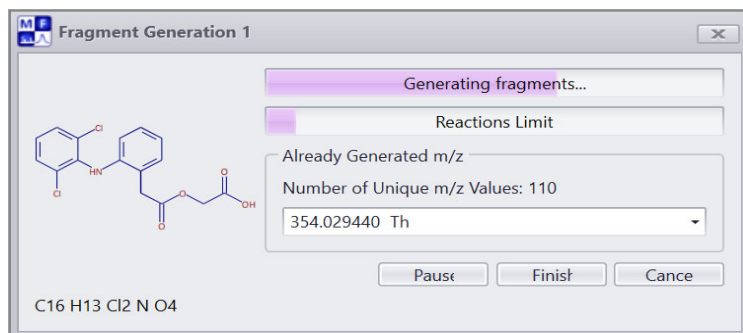 M F
Fragment Generation 1
Generating fragments...
Reactions Limit
Already Generated m/z
Number of Unique m/z Values: 110
354.029440 Th
Pause Finish Cance
Cl
HN
Cl
O
O
O
OH
C16 H13 Cl2 N O4